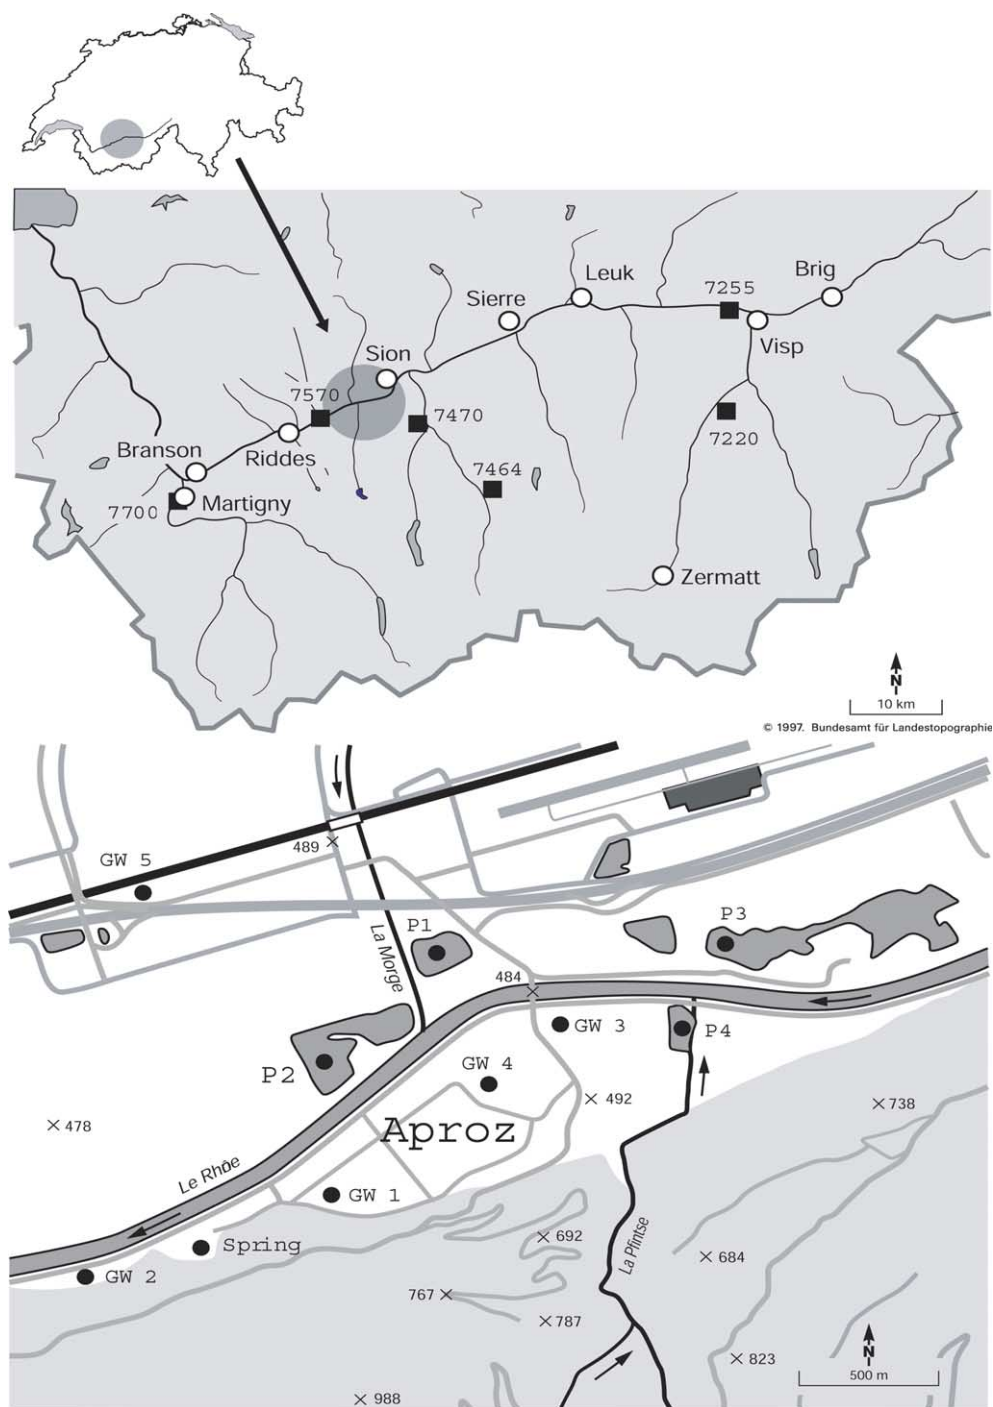 Leuk
Brig
7255
Sierre
Visp
Sion
7570
7470
7220
Branson
Riddes
7464
7700
Martigny
Zermatt
N
10 km
© 1997. Bundesamt für Landestopographie
489
GW 5
La Morge
P1
P3
484
GW 3
P4
P2
GW 4
492
738
478
Aproz
Le Rhône
GW 1
La Pfintse
692
Spring
684
GW 2
767
787
N
823
500 m
988